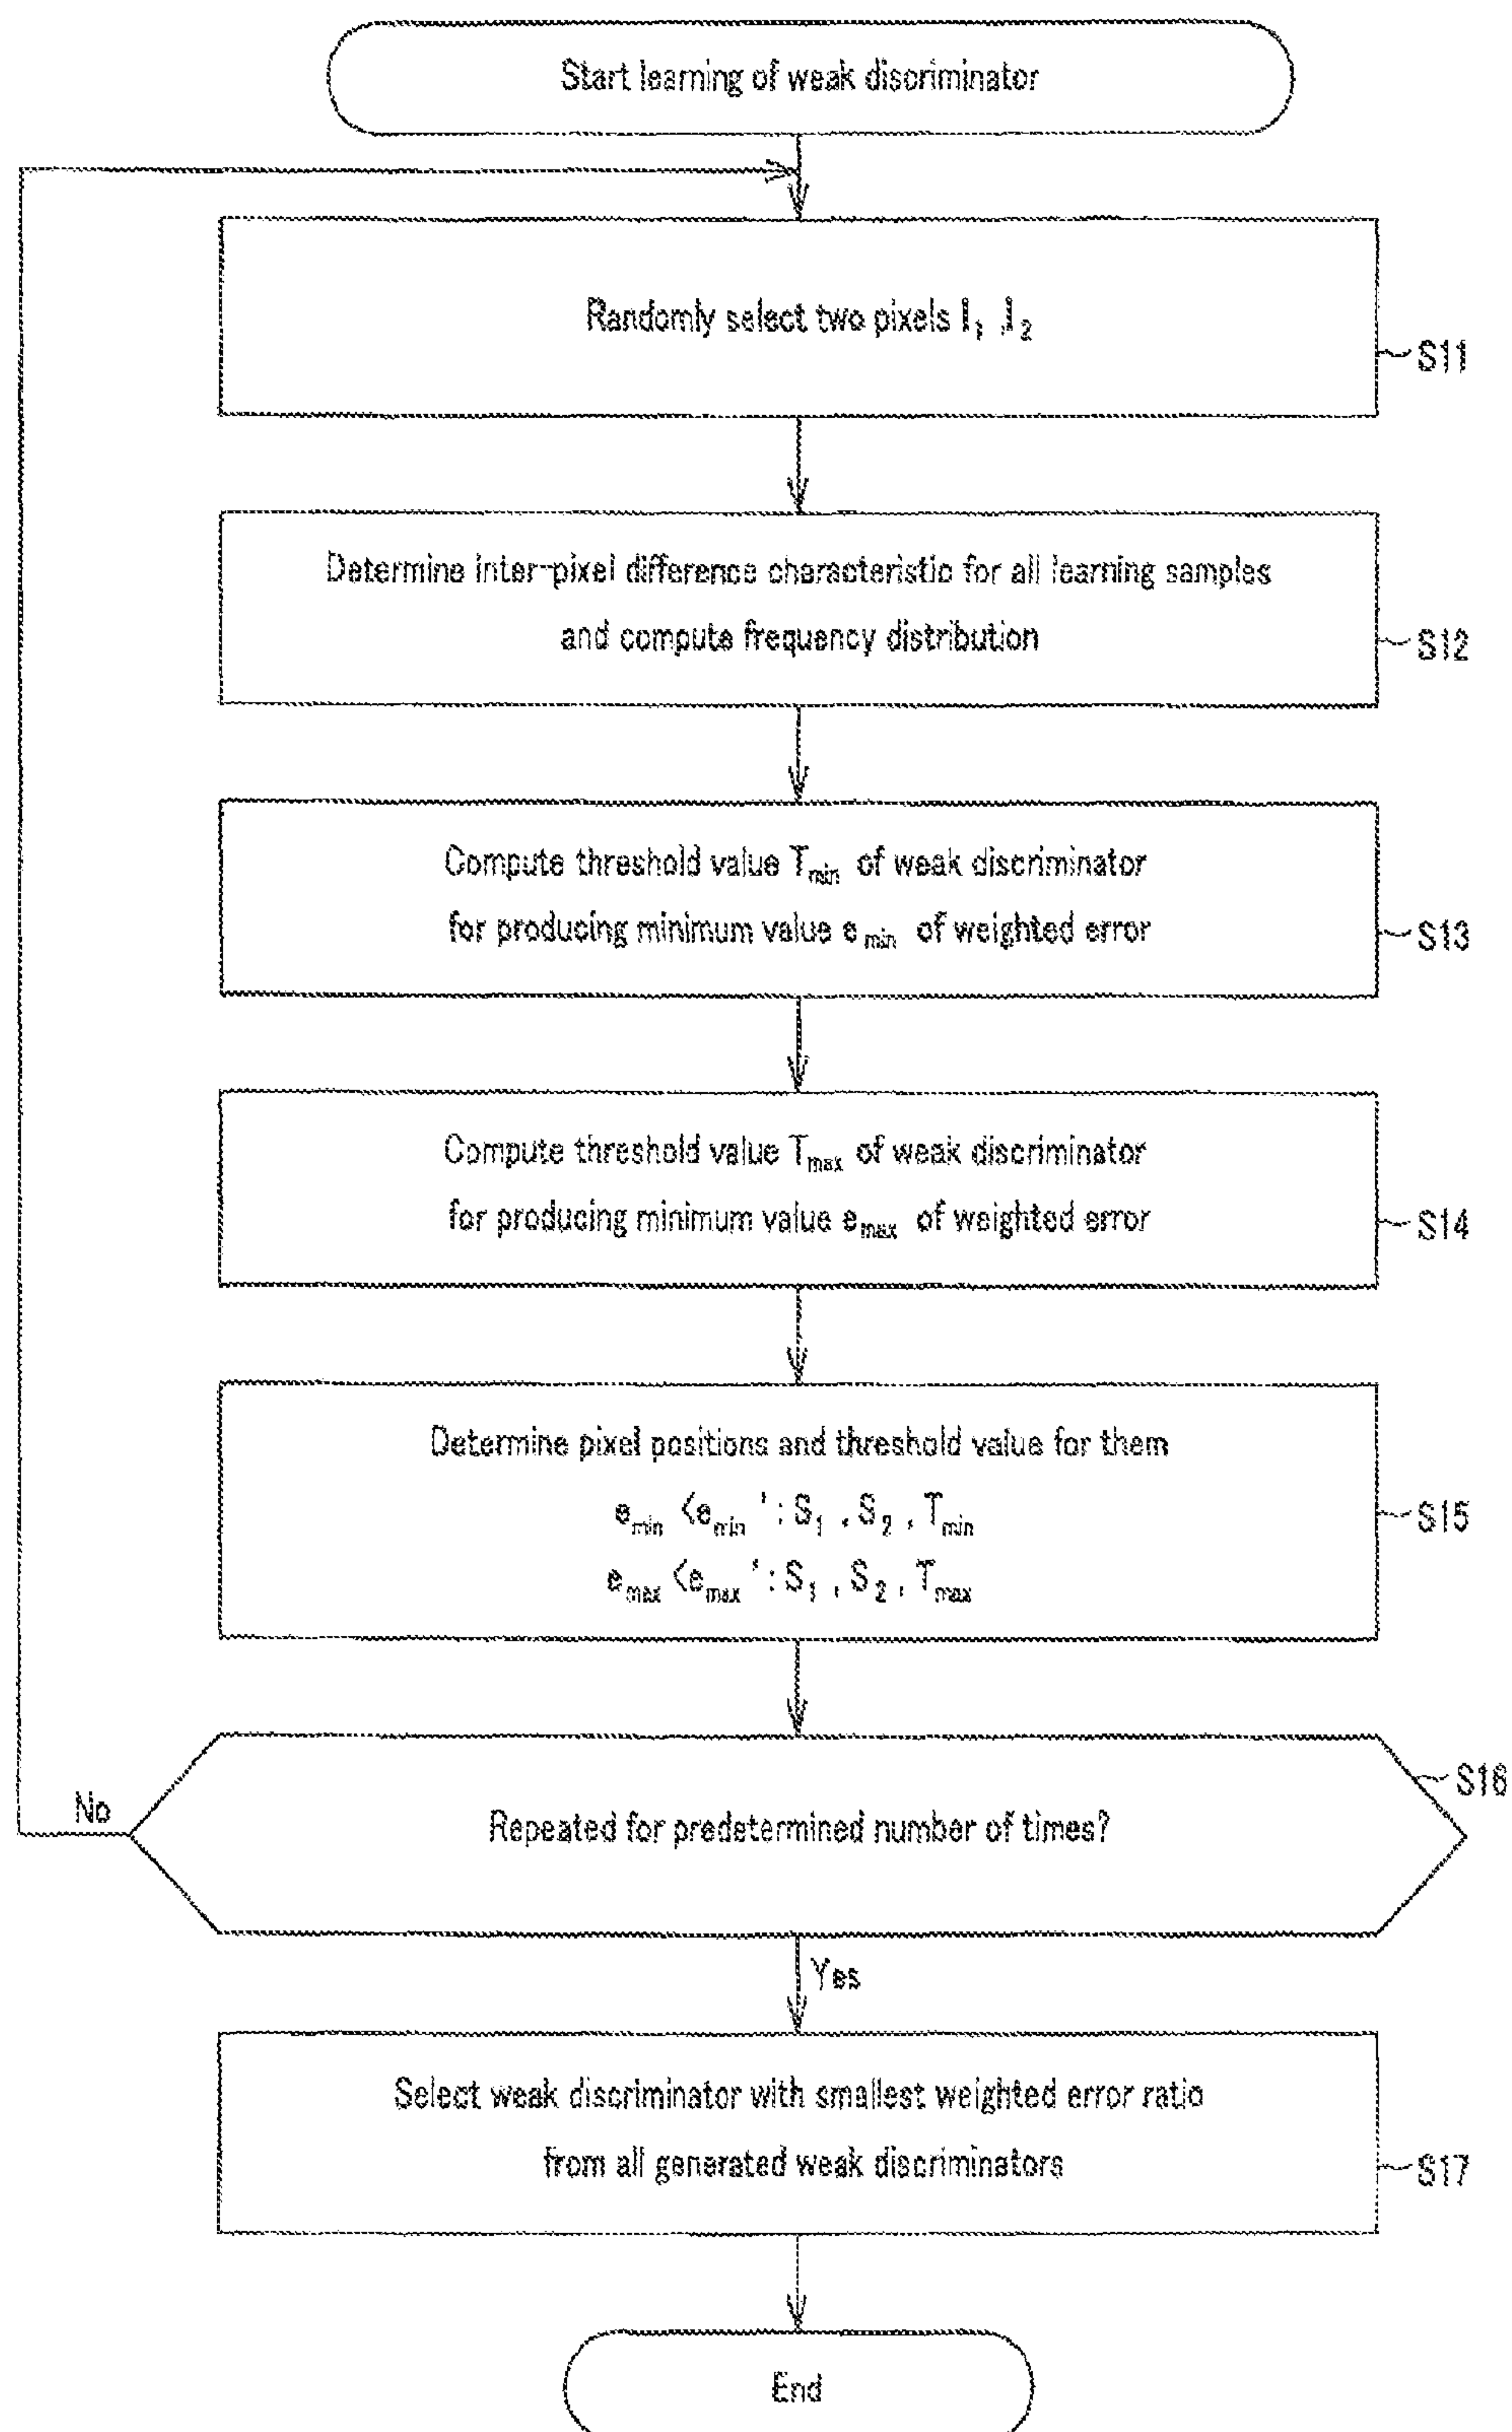 Start learning of weak discriminator
Randomly select two pixels I₁ ,I₂
S11
Determine inter-pixel difference characteristic for all learning samples
and compute frequency distribution
S12
Compute threshold value Tmin of weak discriminator
for producing minimum value emin of weighted error
S13
Compute threshold value Tmax of weak discriminator
for producing minimum value emax of weighted error
S14
Determine pixel positions and threshold value for them
emin <emin ' : S₁ , S₂ , Tmin
emax <emax ' : S₁ , S₂ , Tmax
S15
S16
No
Repeated for predetermined number of times?
Yes
Select weak discriminator with smallest weighted error ratio
from all generated weak discriminators
S17
End